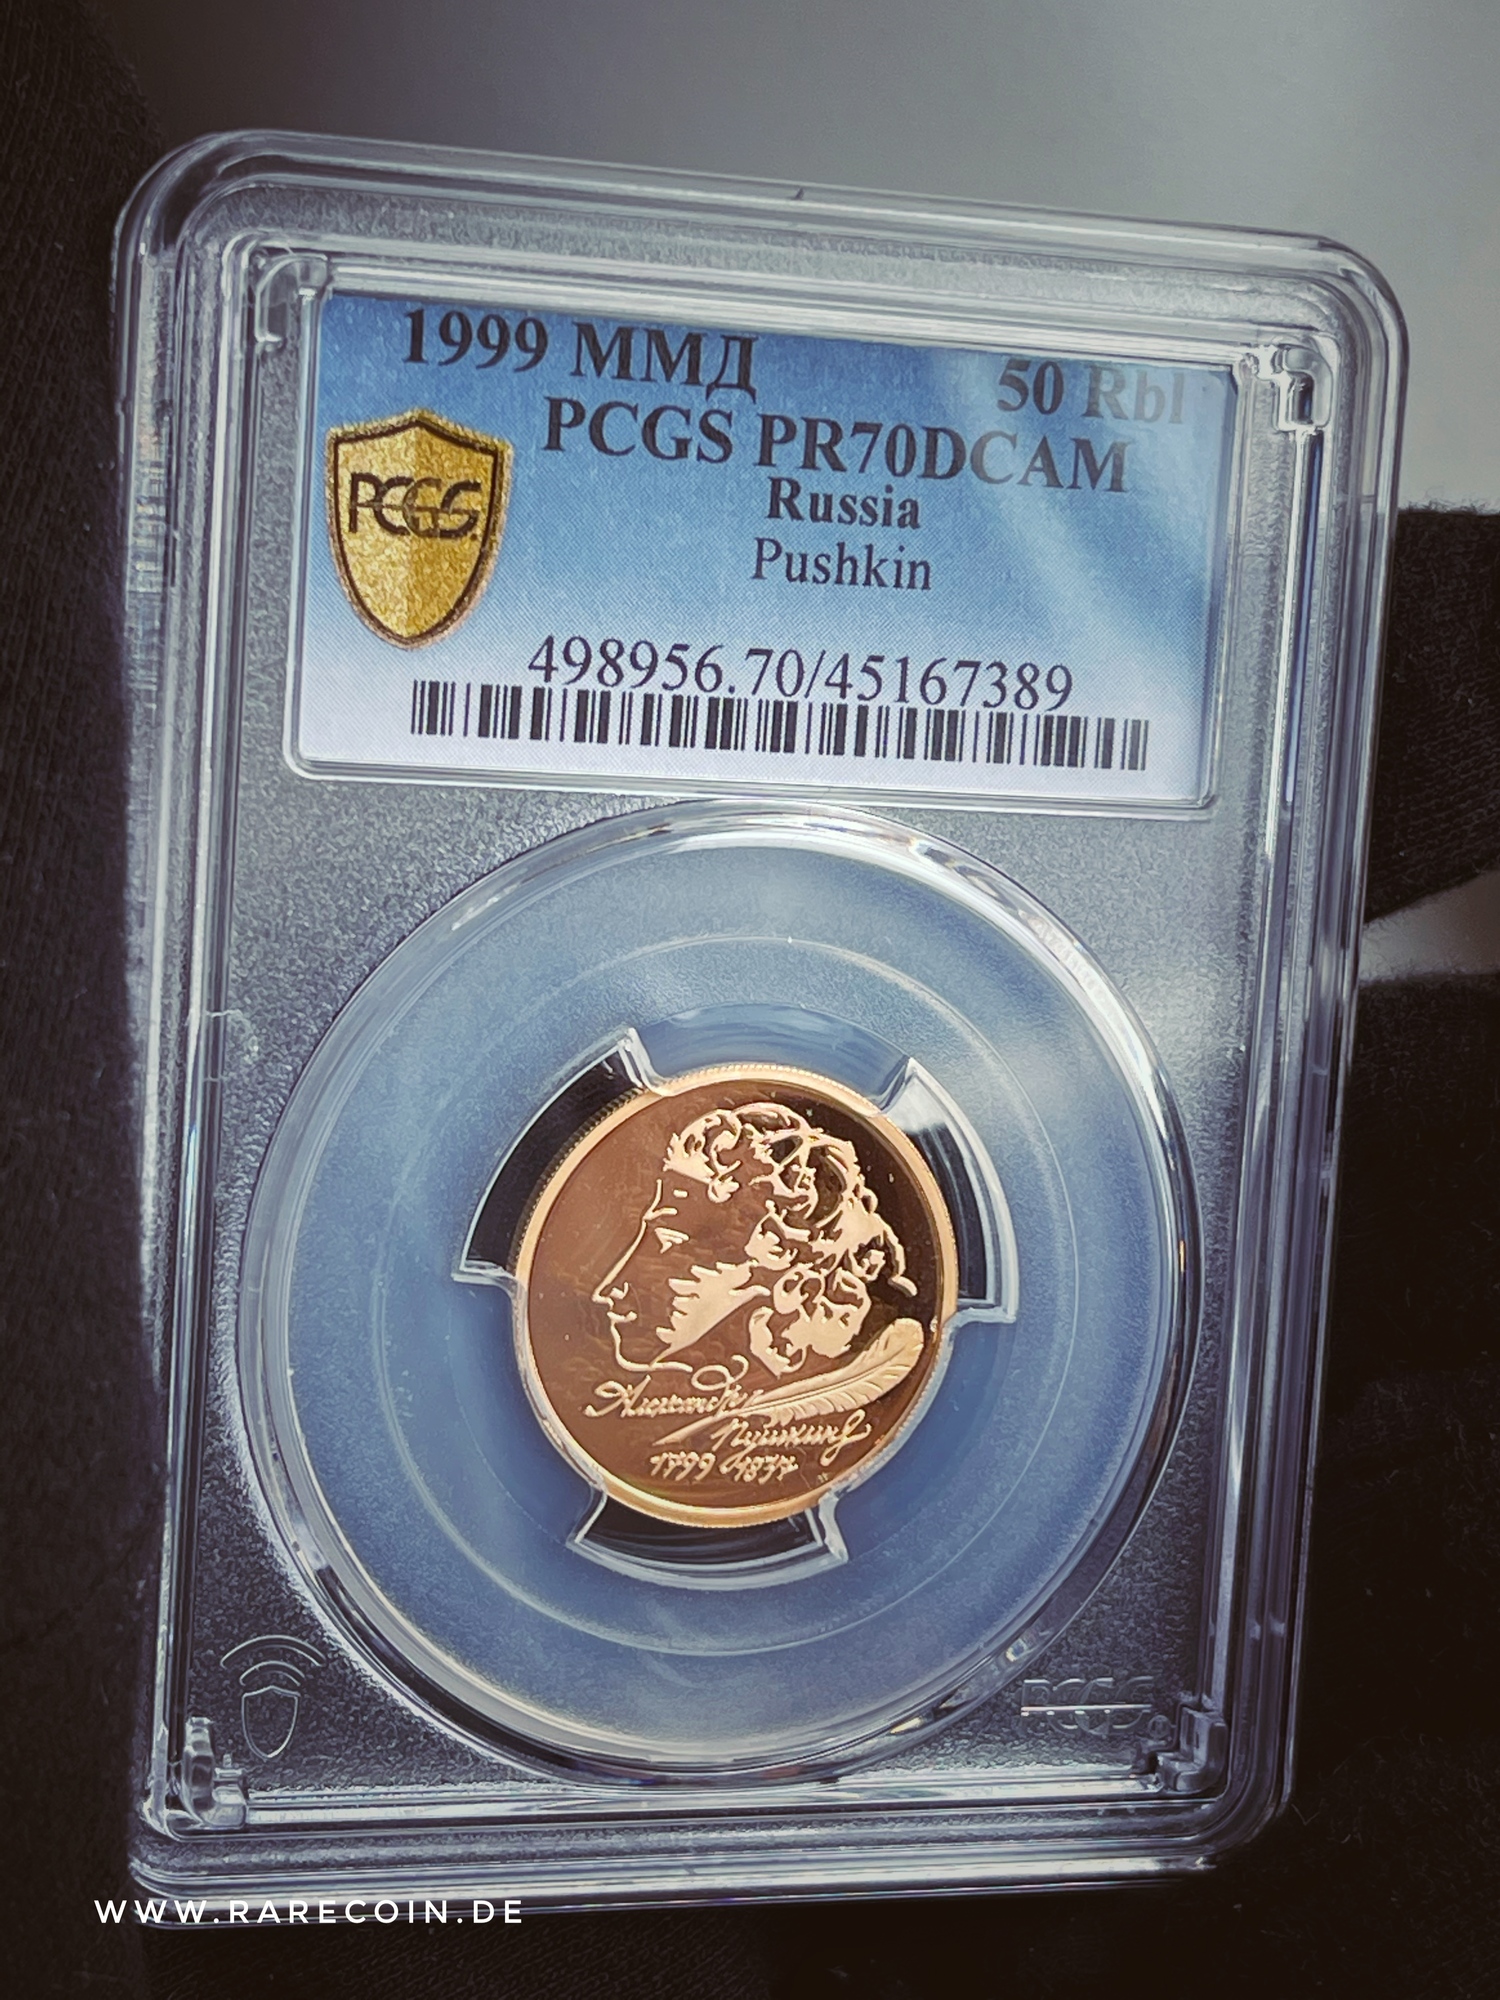 1999 ММД 50 Rbl
PCGS PR70DCAM
PCGS
Russia
Pushkin
498956.70/45167389
Александръ
Пушкинъ
1799 1837
PCGS
WWW.RARECOIN.DE